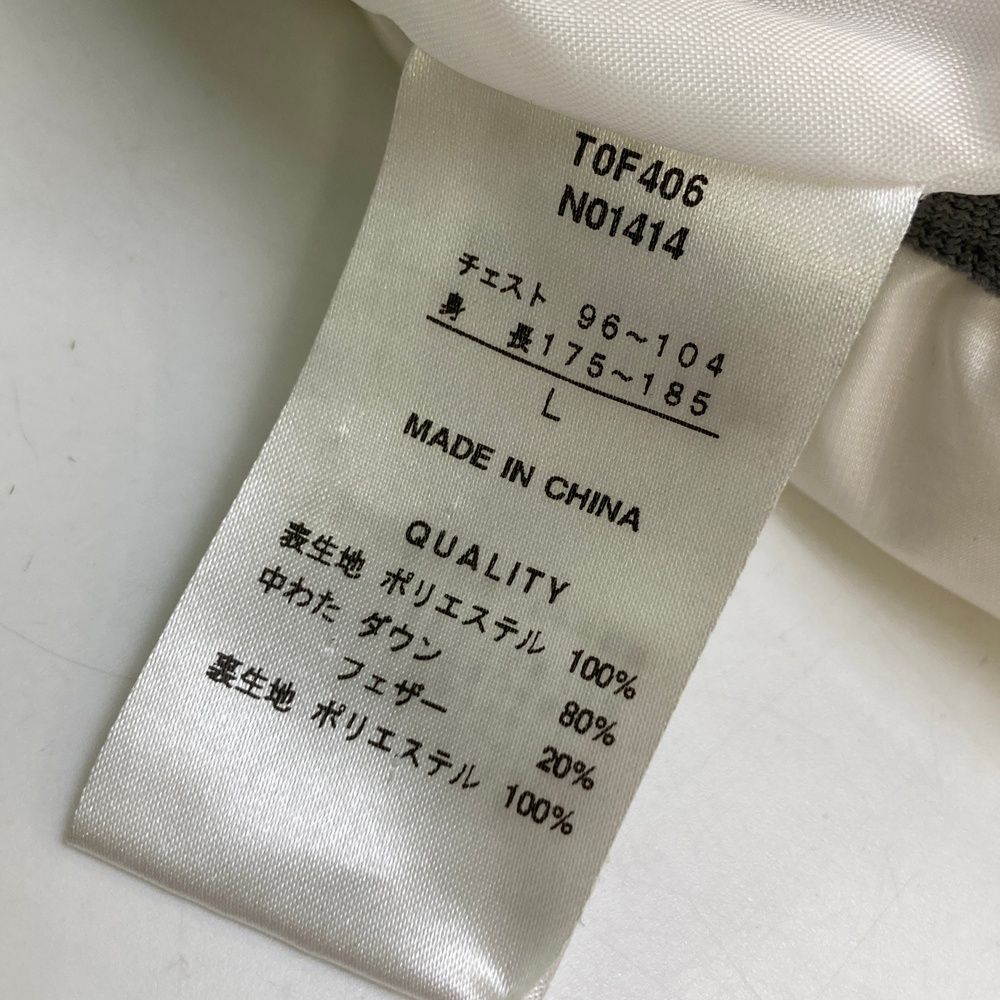 T0F406
N01414
チェスト 96~104
身 長175~185
L
MADE IN CHINA
QUALITY
表生地 ポリエステル 100%
中わた ダウン 80%
フェザー 20%
裏生地 ポリエステル 100%